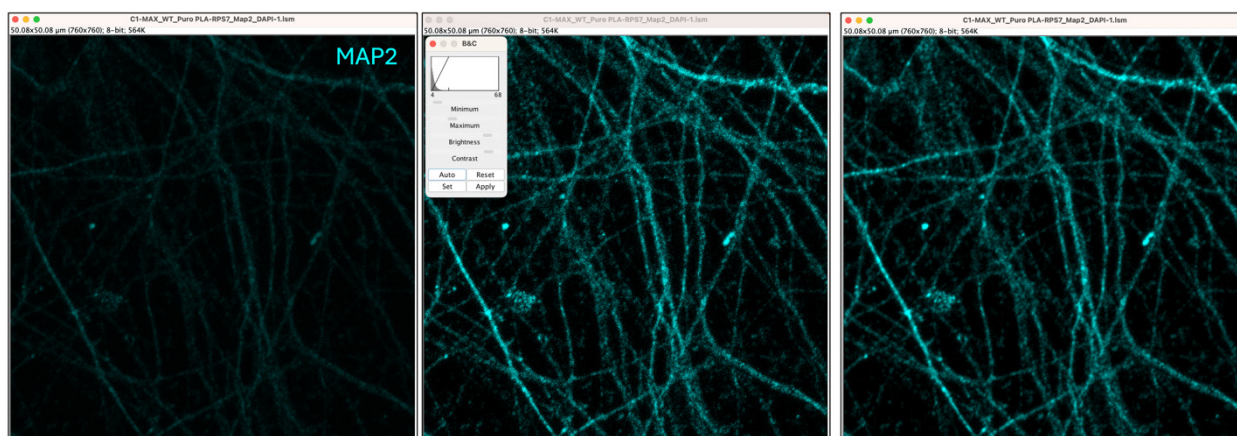 C1-MAX_WT_Puro PLA-RPS7_Map2_DAPI-1.lsm
50.08x50.08 µm (760x760); 8-bit; 564K
MAP2
C1-MAX_WT_Puro PLA-RPS7_Map2_DAPI-1.lsm
50.08x50.08 µm (760x760); 8-bit; 564K
B&C
4 68
Minimum
Maximum
Brightness
Contrast
Auto Reset
Set Apply
C1-MAX_WT_Puro PLA-RPS7_Map2_DAPI-1.lsm
50.08x50.08 µm (760x760); 8-bit; 564K